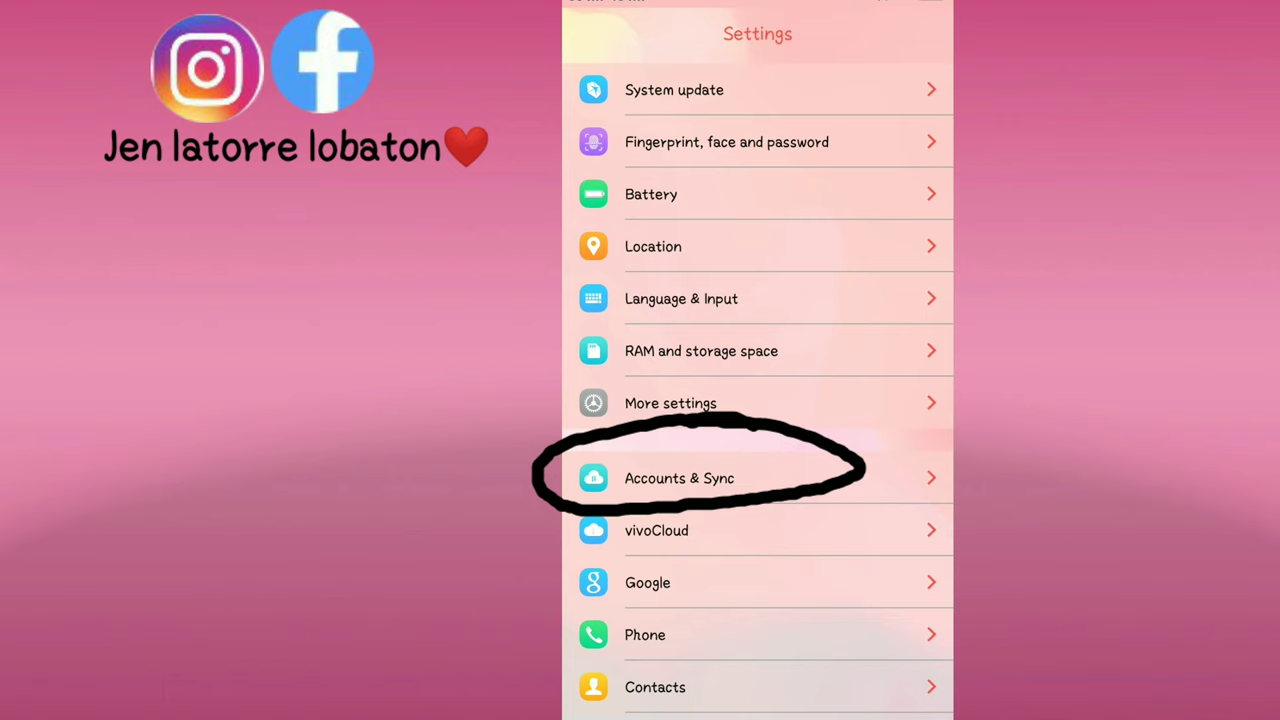 Jen latorre lobaton
Settings
System update
Fingerprint, face and password
Battery
Location
Language & Input
RAM and storage space
More settings
Accounts & Sync
vivoCloud
Google
Phone
Contacts